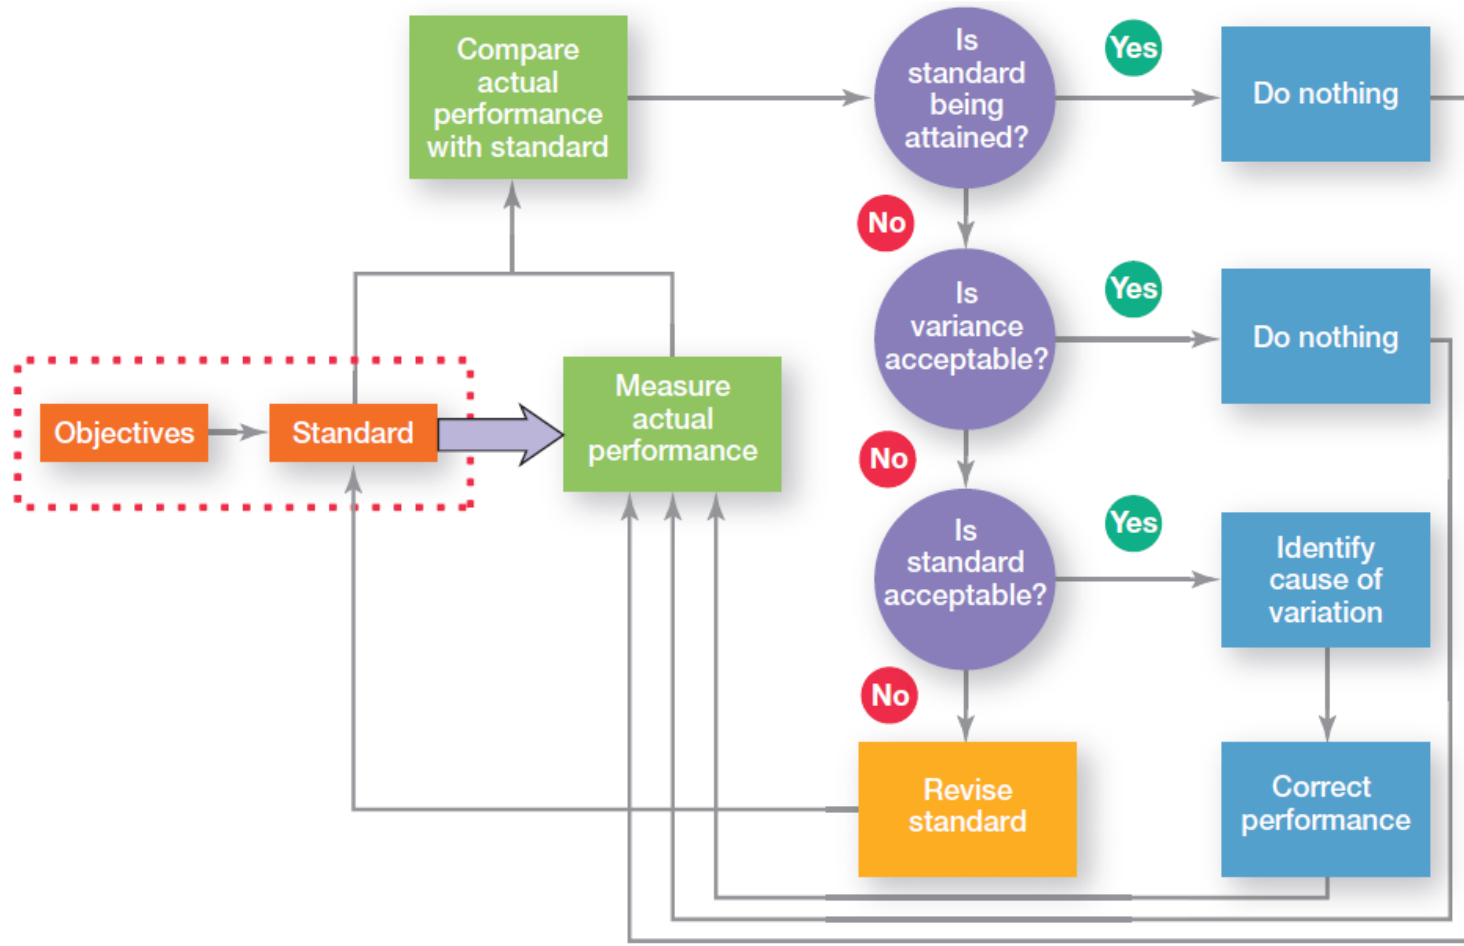 Compare
actual
performance
with standard
Is
standard
being
attained?
Yes
Do nothing
No
Is
variance
acceptable?
Yes
Do nothing
Objectives
Standard
Measure
actual
performance
No
Is
standard
acceptable?
Yes
Identify
cause of
variation
No
Revise
standard
Correct
performance